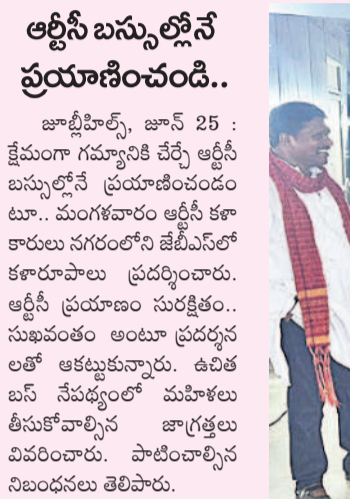 ఆర్టీసీ బస్సుల్లోనే
ప్రయాణించండి..
జూబ్లీహిల్స్, జూన్ 25 :
క్షేమంగా గమ్యానికి చేర్చే ఆర్టీసీ
బస్సుల్లోనే ప్రయాణించండం
టూ.. మంగళవారం ఆర్టీసీ కళా
కారులు నగరంలోని జేబీఎస్‌లో
కళారూపాలు ప్రదర్శించారు.
ఆర్టీసీ ప్రయాణం సురక్షితం..
సుఖవంతం అంటూ ప్రదర్శన
లతో ఆకట్టుకున్నారు. ఉచిత
బస్ నేపథ్యంలో మహిళలు
తీసుకోవాల్సిన జాగ్రత్తలు
వివరించారు. పాటించాల్సిన
నిబంధనలు తెలిపారు.